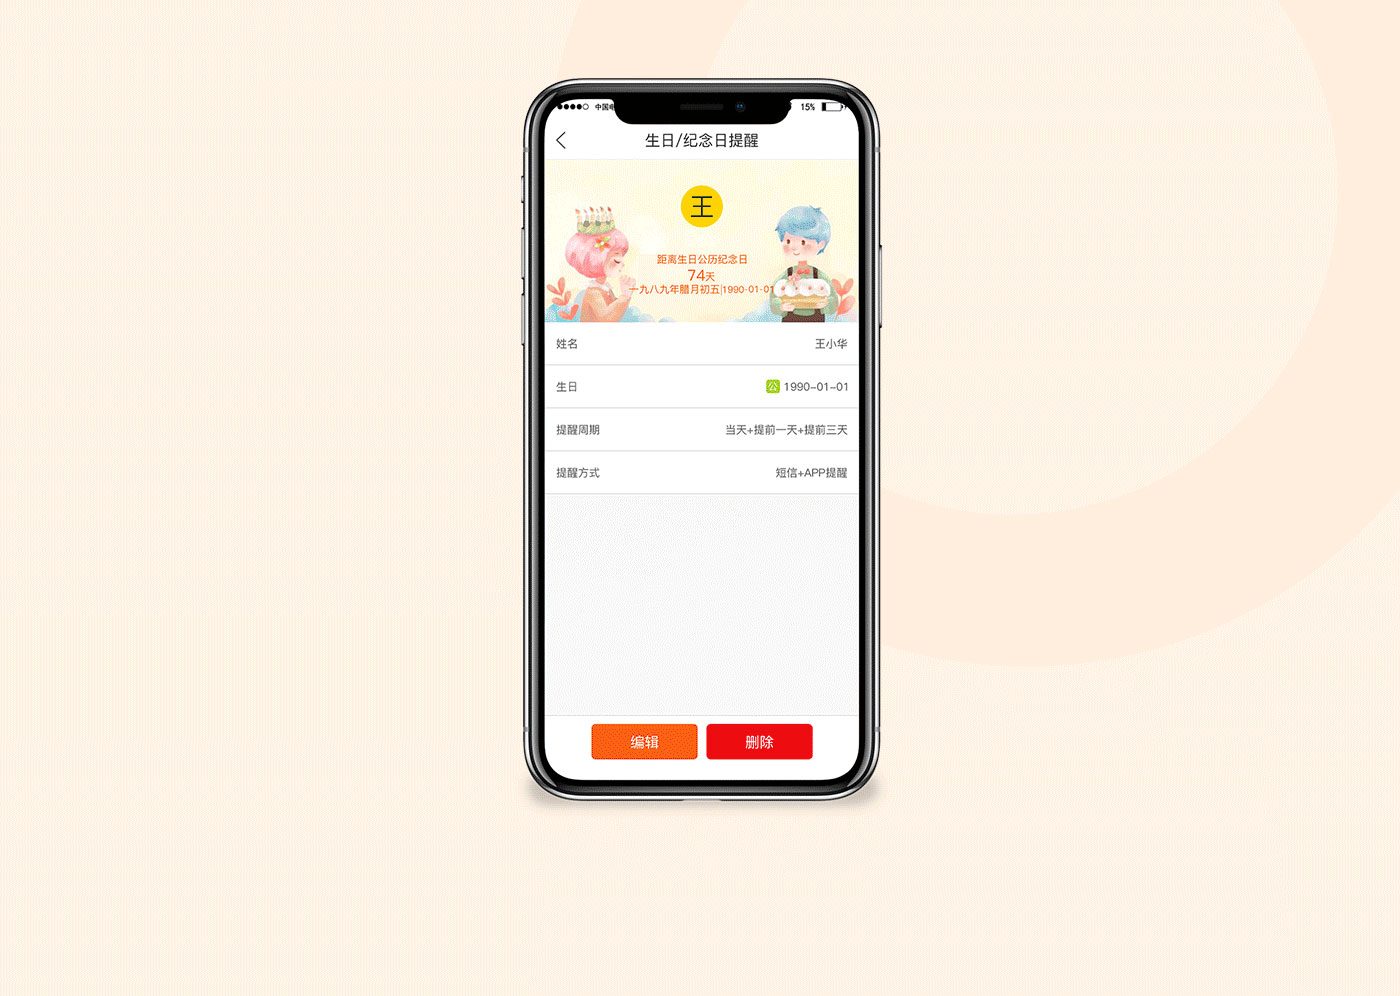 中国电 15%
生日/纪念日提醒
王
距离生日公历纪念日
74天
一九八九年腊月初五|1990-01-01
姓名 王小华
生日 公 1990-01-01
提醒周期 当天+提前一天+提前三天
提醒方式 短信+APP提醒
编辑 删除